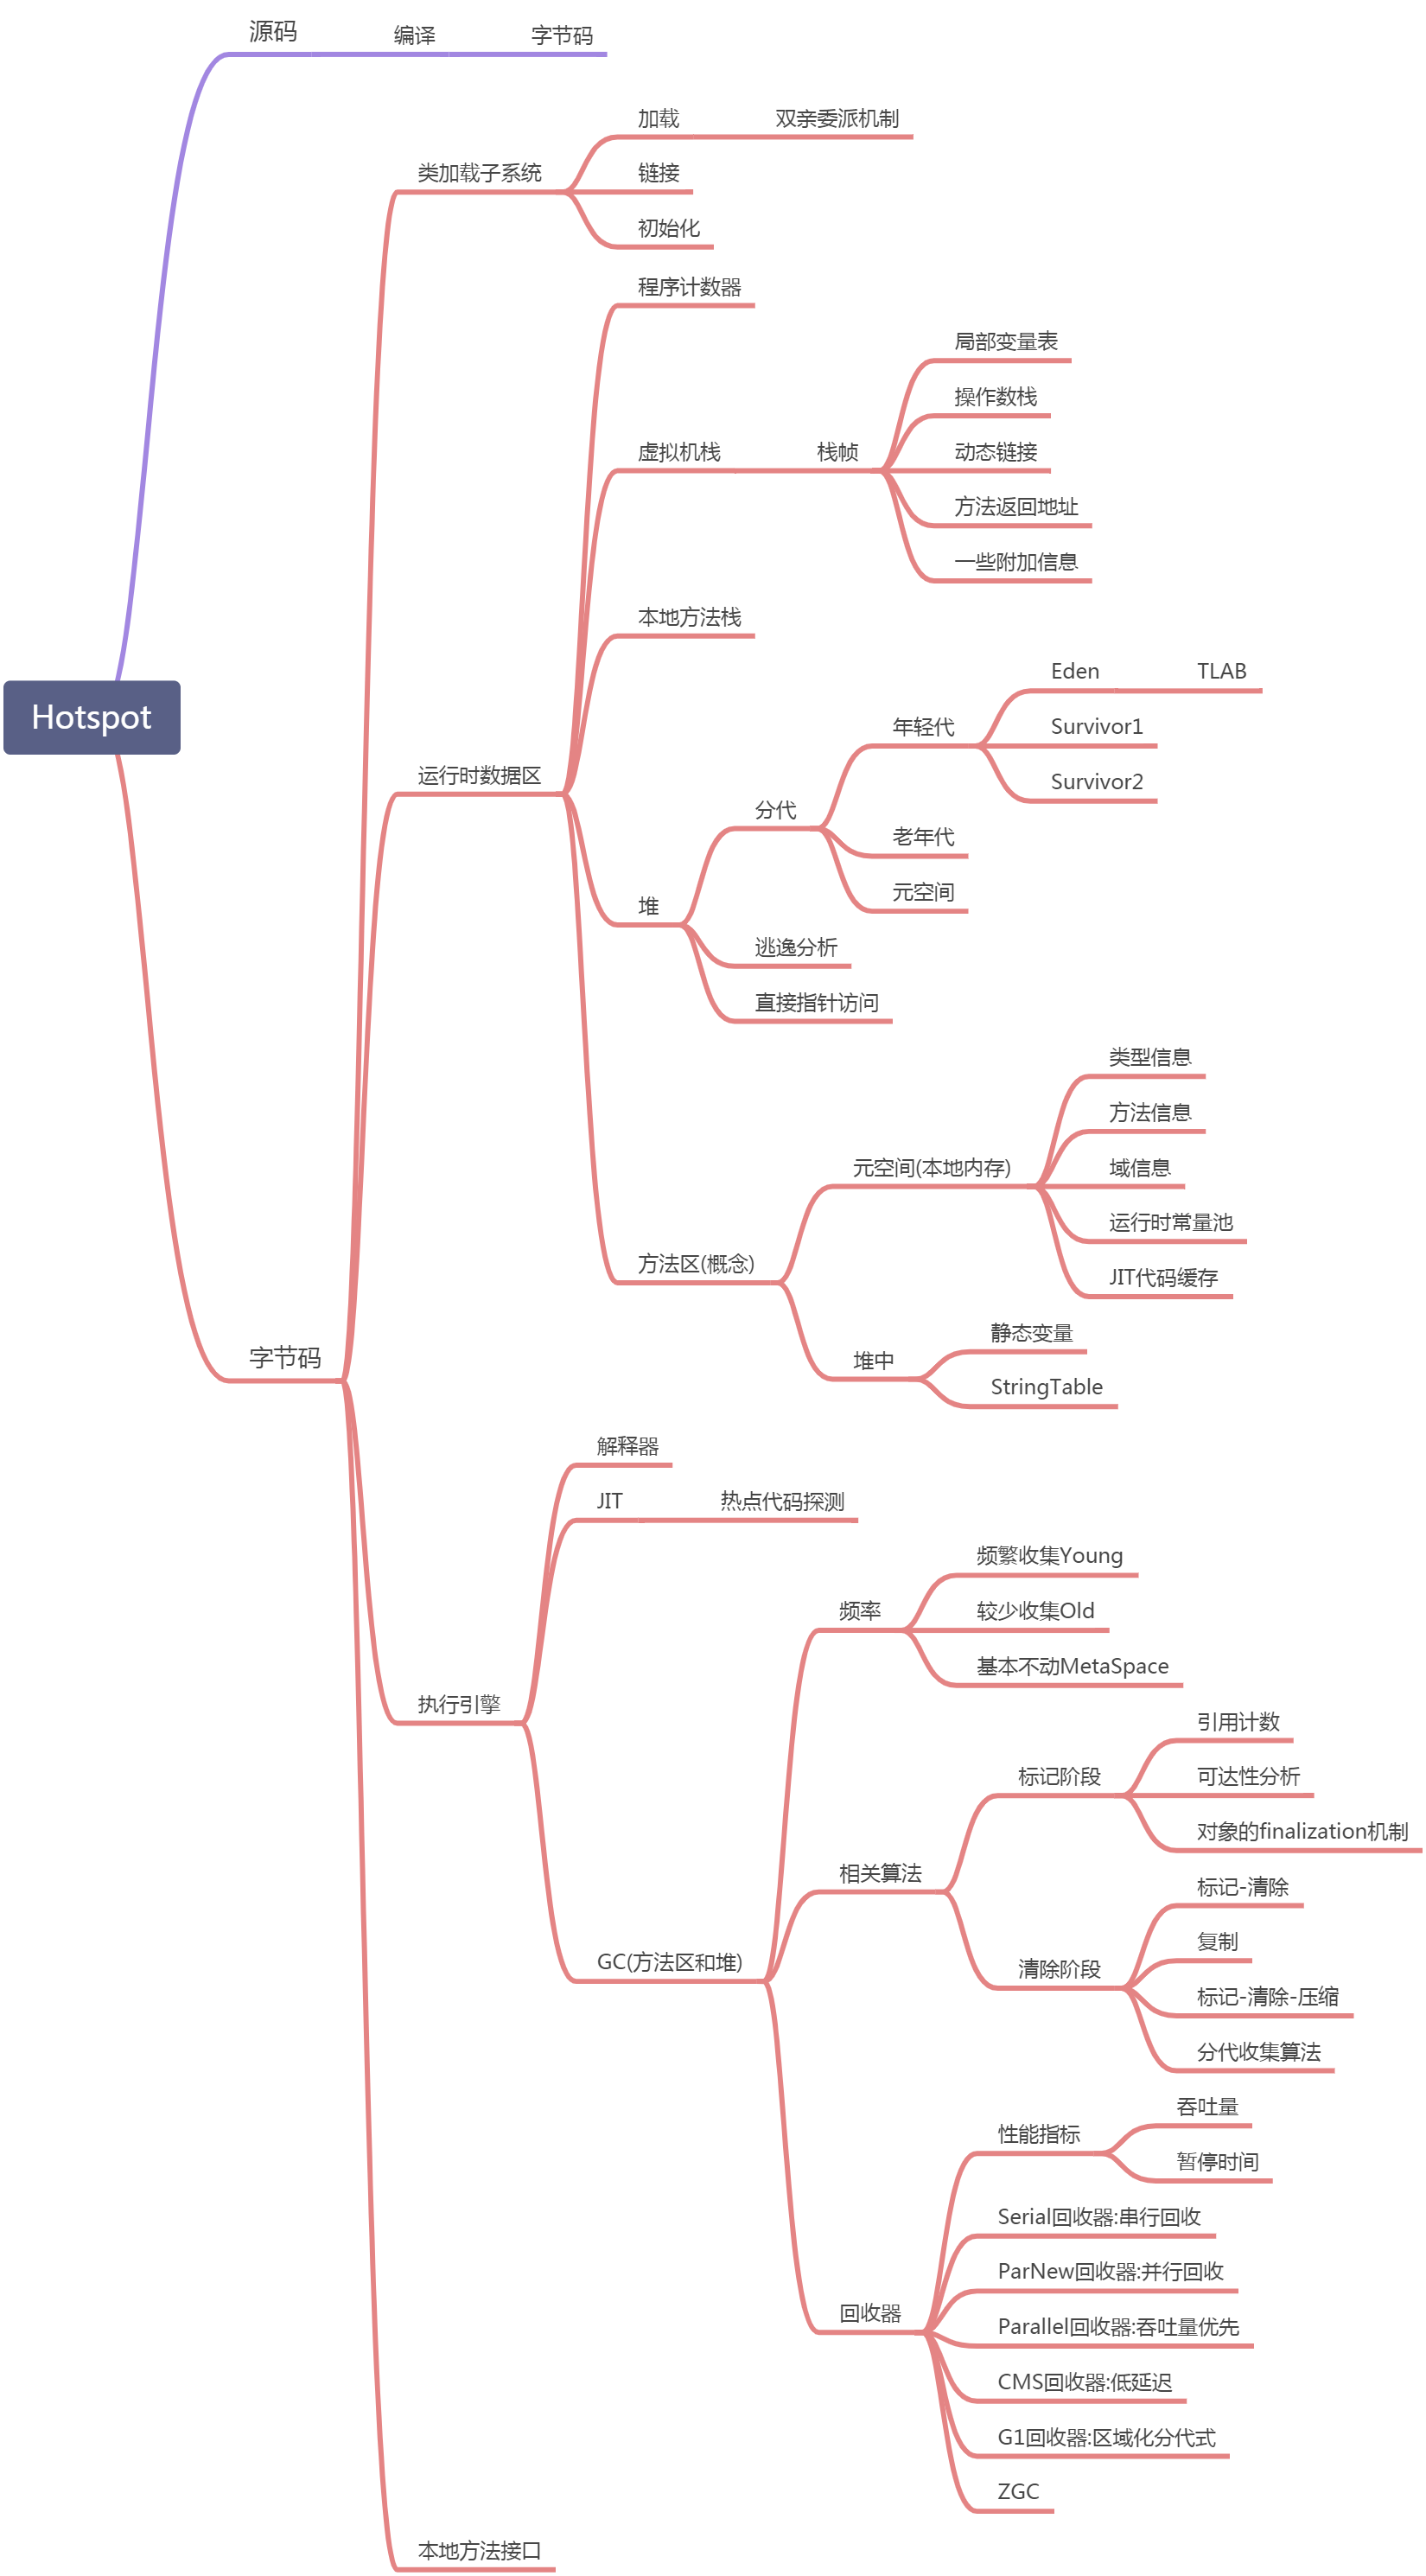 源码
编译
字节码
加载
双亲委派机制
类加载子系统
链接
初始化
程序计数器
局部变量表
操作数栈
虚拟机栈
栈帧
动态链接
方法返回地址
一些附加信息
本地方法栈
Eden
TLAB
Hotspot
年轻代
Survivor1
运行时数据区
Survivor2
分代
老年代
元空间
堆
逃逸分析
直接指针访问
类型信息
方法信息
元空间(本地内存)
域信息
运行时常量池
方法区(概念)
JIT代码缓存
静态变量
字节码
堆中
StringTable
解释器
JIT
热点代码探测
频繁收集Young
频率
较少收集Old
基本不动MetaSpace
执行引擎
引用计数
标记阶段
可达性分析
对象的finalization机制
相关算法
标记-清除
复制
GC(方法区和堆)
清除阶段
标记-清除-压缩
分代收集算法
吞吐量
性能指标
暂停时间
Serial回收器:串行回收
ParNew回收器:并行回收
回收器
Parallel回收器:吞吐量优先
CMS回收器:低延迟
G1回收器:区域化分代式
ZGC
本地方法接口